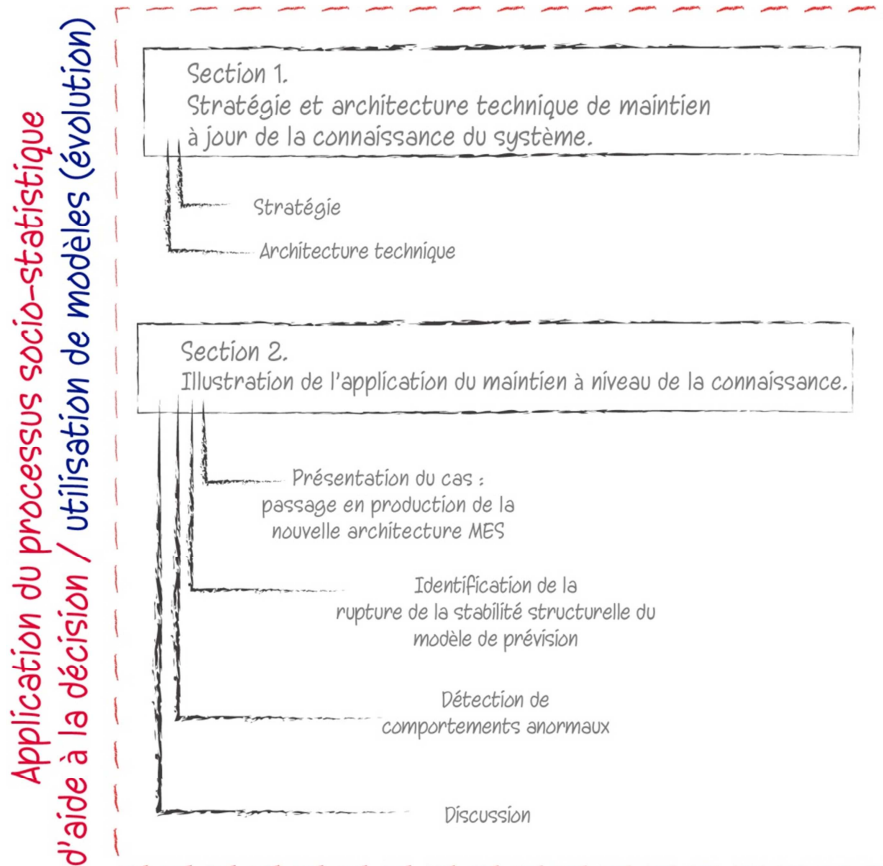 Application du processus socio-statistique
d'aide à la décision / utilisation de modèles (évolution)
Section 1.
Stratégie et architecture technique de maintien
à jour de la connaissance du système.
Stratégie
Architecture technique
Section 2.
Illustration de l'application du maintien à niveau de la connaissance.
Présentation du cas :
passage en production de la
nouvelle architecture MES
Identification de la
rupture de la stabilité structurelle du
modèle de prévision
Détection de
comportements anormaux
Discussion